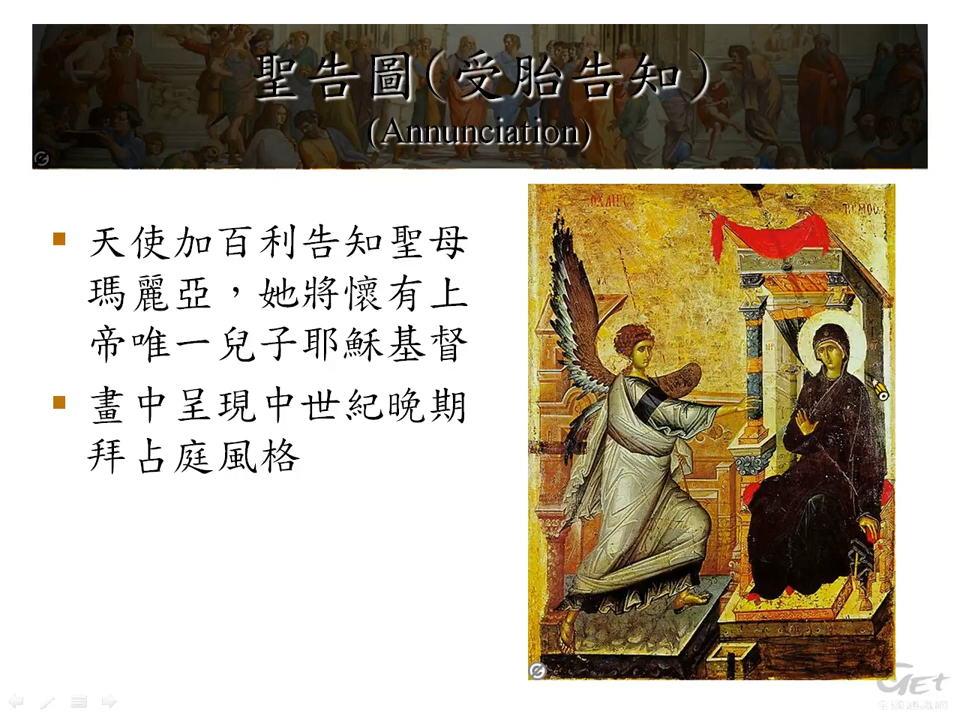 聖告圖(受胎告知)
(Annunciation)
天使加百利告知聖母
瑪麗亞，她將懷有上
帝唯一兒子耶穌基督
畫中呈現中世紀晚期
拜占庭風格
GET